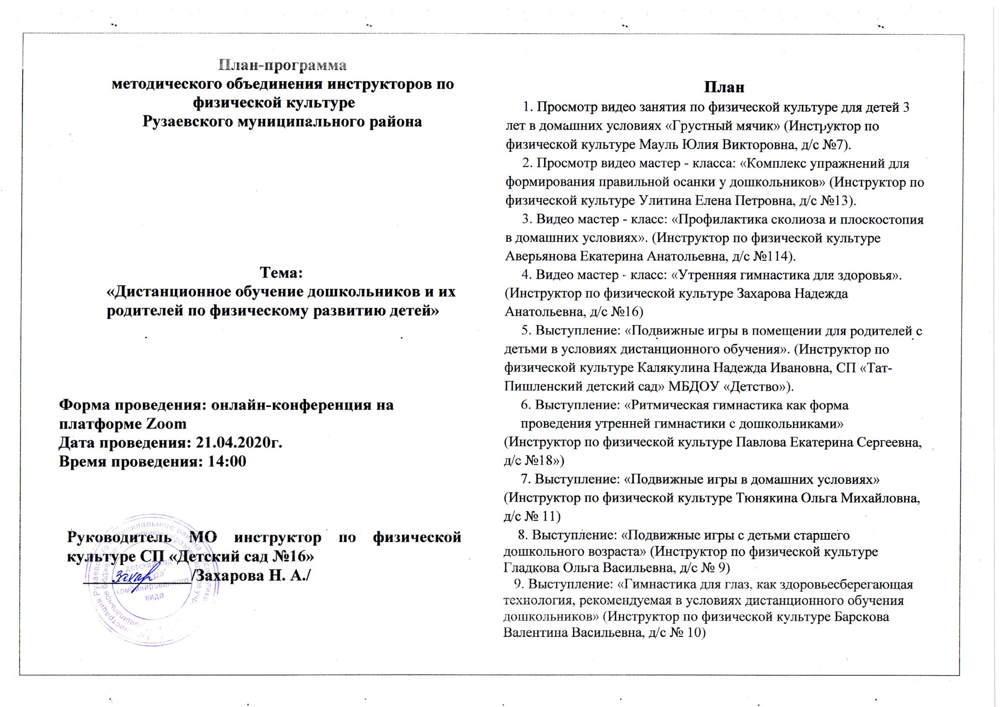 План-программа
методического объединения инструкторов по
физической культуре
Рузаевского муниципального района
Тема:
«Дистанционное обучение дошкольников и их
родителей по физическому развитию детей»
Форма проведения: онлайн-конференция на
платформе Zoom
Дата проведения: 21.04.2020г.
Время проведения: 14:00
Руководитель МО инструктор по физической
культуре СП «Детский сад №16»
Захар /Захарова Н. А./
детский сад
комбинированного
вида
План
1. Просмотр видео занятия по физической культуре для детей 3
лет в домашних условиях «Грустный мячик» (Инструктор по
физической культуре Мауль Юлия Викторовна, д/с №7).
2. Просмотр видео мастер - класса: «Комплекс упражнений для
формирования правильной осанки у дошкольников» (Инструктор по
физической культуре Улитина Елена Петровна, д/с №13).
3. Видео мастер - класс: «Профилактика сколиоза и плоскостопия
в домашних условиях». (Инструктор по физической культуре
Аверьянова Екатерина Анатольевна, д/с №114).
4. Видео мастер - класс: «Утренняя гимнастика для здоровья».
(Инструктор по физической культуре Захарова Надежда
Анатольевна, д/с №16)
5. Выступление: «Подвижные игры в помещении для родителей с
детьми в условиях дистанционного обучения». (Инструктор по
физической культуре Калякулина Надежда Ивановна, СП «Тат-
Пишленский детский сад» МБДОУ «Детство»).
6. Выступление: «Ритмическая гимнастика как форма
проведения утренней гимнастики с дошкольниками»
(Инструктор по физической культуре Павлова Екатерина Сергеевна,
д/с №18»)
7. Выступление: «Подвижные игры в домашних условиях»
(Инструктор по физической культуре Тюнякина Ольга Михайловна,
д/с № 11)
8. Выступление: «Подвижные игры с детьми старшего
дошкольного возраста» (Инструктор по физической культуре
Гладкова Ольга Васильевна, д/с № 9)
9. Выступление: «Гимнастика для глаз, как здоровьесберегающая
технология, рекомендуемая в условиях дистанционного обучения
дошкольников» (Инструктор по физической культуре Барскова
Валентина Васильевна, д/с № 10)